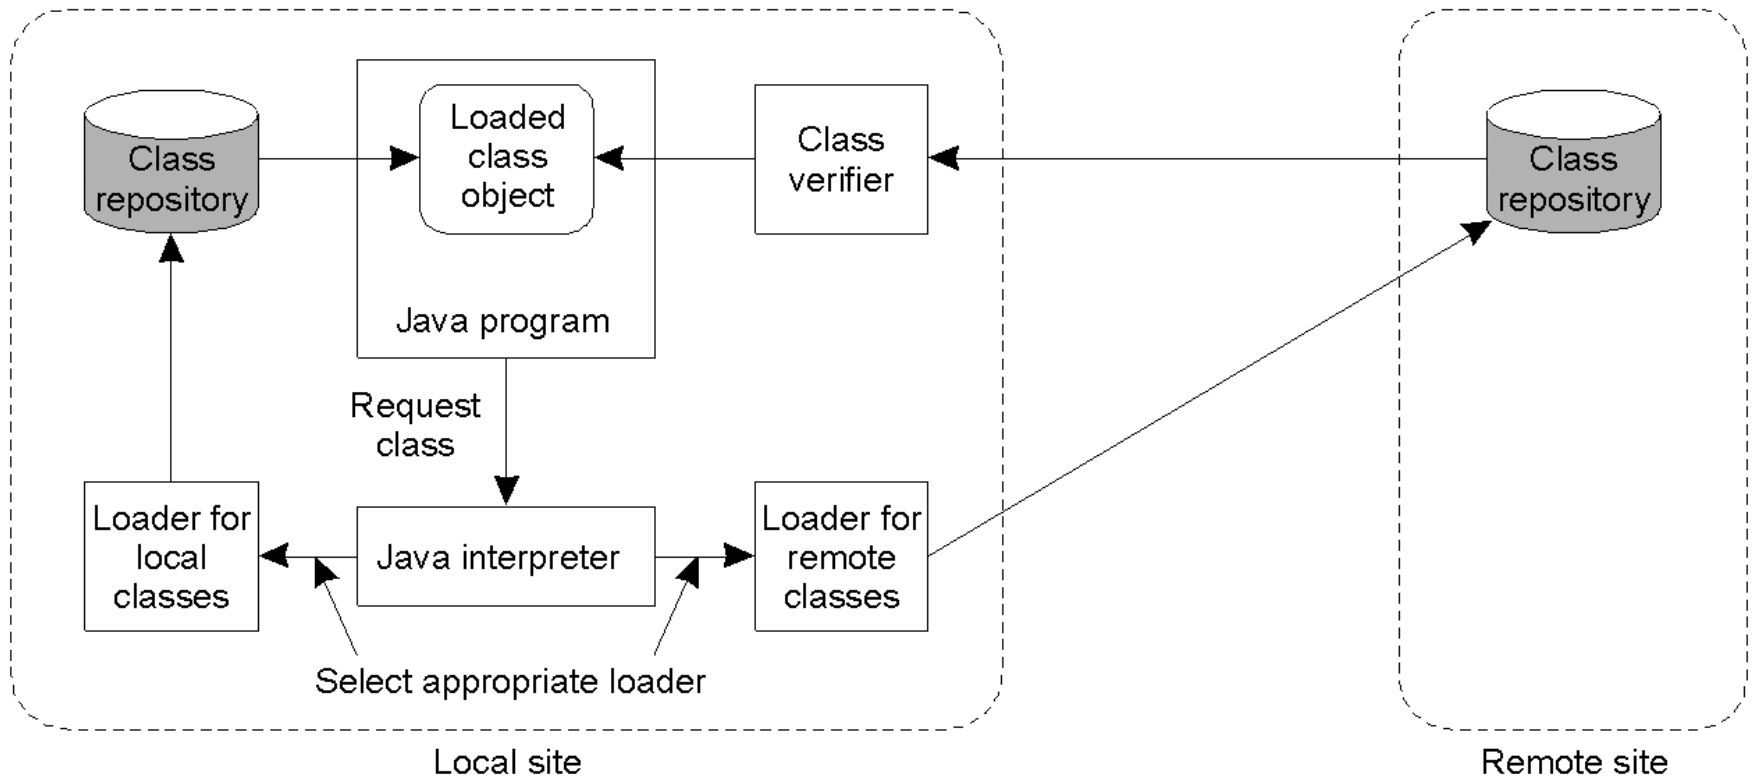 Class
repository
Loaded
class
object
Class
verifier
Class
repository
Java program
Request
class
Loader for
local
classes
Java interpreter
Loader for
remote
classes
Select appropriate loader
Local site
Remote site